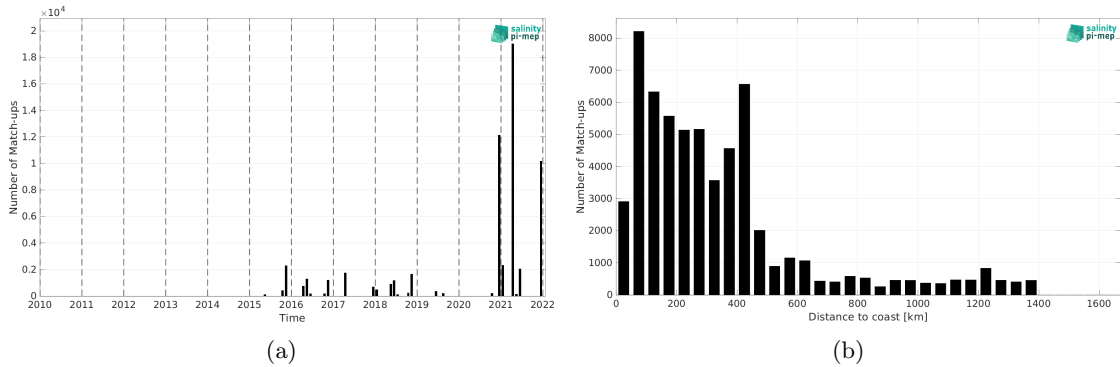 ×10⁴
2
1.8
1.6
1.4
1.2
1
0.8
0.6
0.4
0.2
0
2010 2011 2012 2013 2014 2015 2016 2017 2018 2019 2020 2021 2022
Time
Number of Match-ups
salinity
pi-mep
(a)
8000
7000
6000
5000
4000
3000
2000
1000
0
0 200 400 600 800 1000 1200 1400 1600
Distance to coast [km]
Number of Match-ups
salinity
pi-mep
(b)